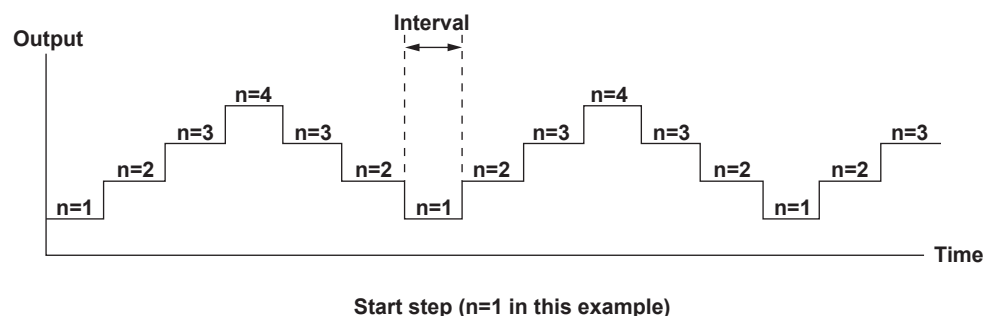 Interval
Output
n=4 n=4
n=3 n=3 n=3 n=3 n=3
n=2 n=2 n=2 n=2 n=2
n=1 n=1 n=1
Time
Start step (n=1 in this example)